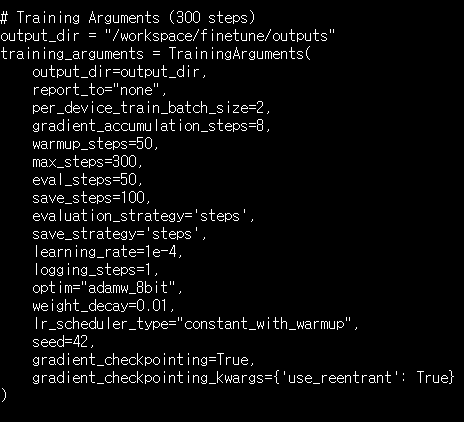 # Training Arguments (300 steps)
output_dir = "/workspace/finetune/outputs"
training_arguments = TrainingArguments(
    output_dir=output_dir,
    report_to="none",
    per_device_train_batch_size=2,
    gradient_accumulation_steps=8,
    warmup_steps=50,
    max_steps=300,
    eval_steps=50,
    save_steps=100,
    evaluation_strategy='steps',
    save_strategy='steps',
    learning_rate=1e-4,
    logging_steps=1,
    optim="adamw_8bit",
    weight_decay=0.01,
    lr_scheduler_type="constant_with_warmup",
    seed=42,
    gradient_checkpointing=True,
    gradient_checkpointing_kwargs={'use_reentrant': True}
)